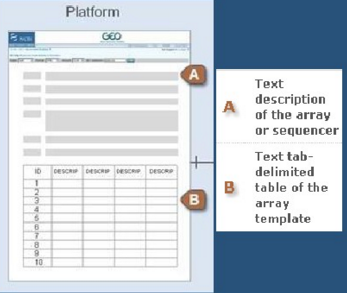 Platform
NCBI
GEO
A
A
Text
description
of the array
or sequencer
B
Text tab-
delimited
table of the
array
template
ID DESCRIP DESCRIP DESCRIP DESCRIP
1
2
3
4
5
6
7
8
9
10
B